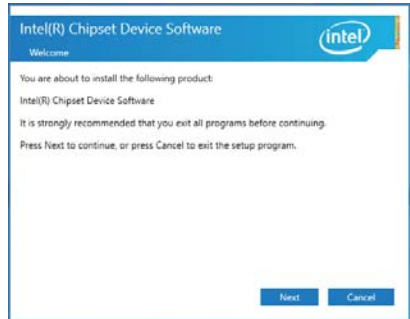 Intel(R) Chipset Device Software
intel
Welcome
You are about to install the following product:
Intel(R) Chipset Device Software
It is strongly recommended that you exit all programs before continuing.
Press Next to continue, or press Cancel to exit the setup program.
Next Cancel